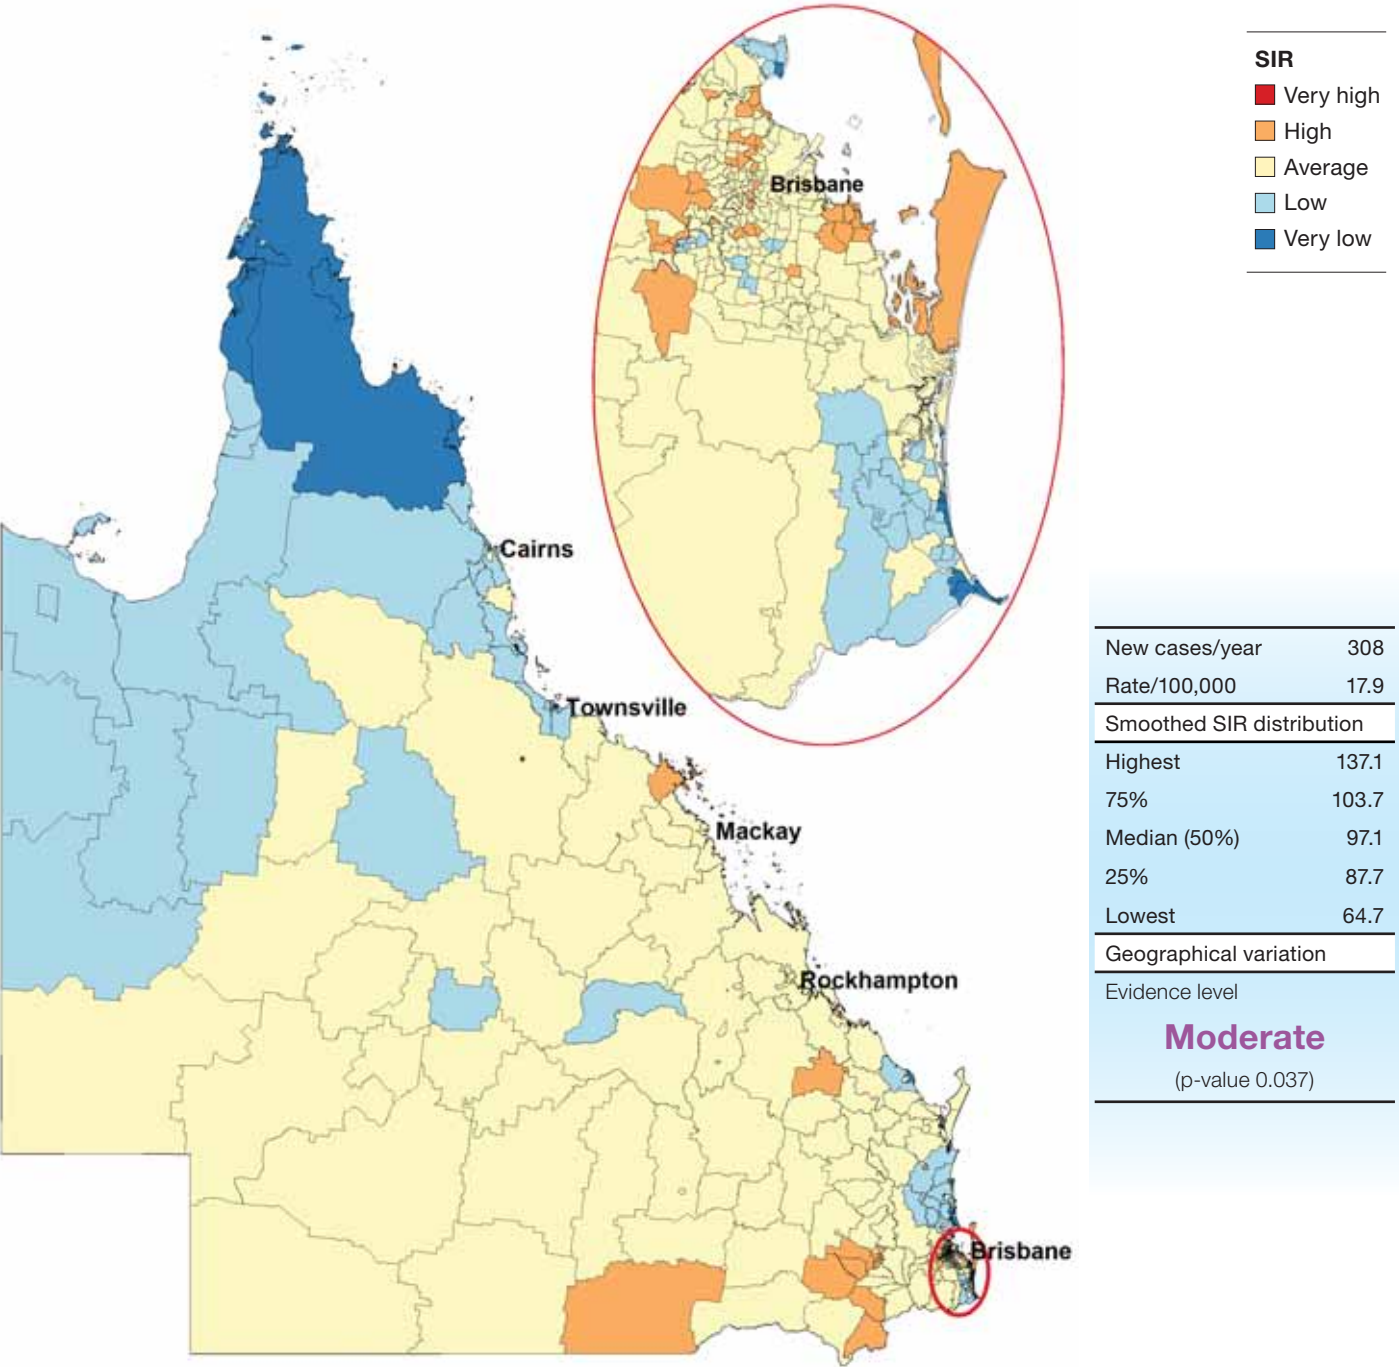 SIR
Very high
High
Average
Low
Very low
Brisbane
Cairns
Townsville
Mackay
Rockhampton
Brisbane
New cases/year 308
Rate/100,000 17.9
Smoothed SIR distribution
Highest 137.1
75% 103.7
Median (50%) 97.1
25% 87.7
Lowest 64.7
Geographical variation
Evidence level
Moderate
(p-value 0.037)